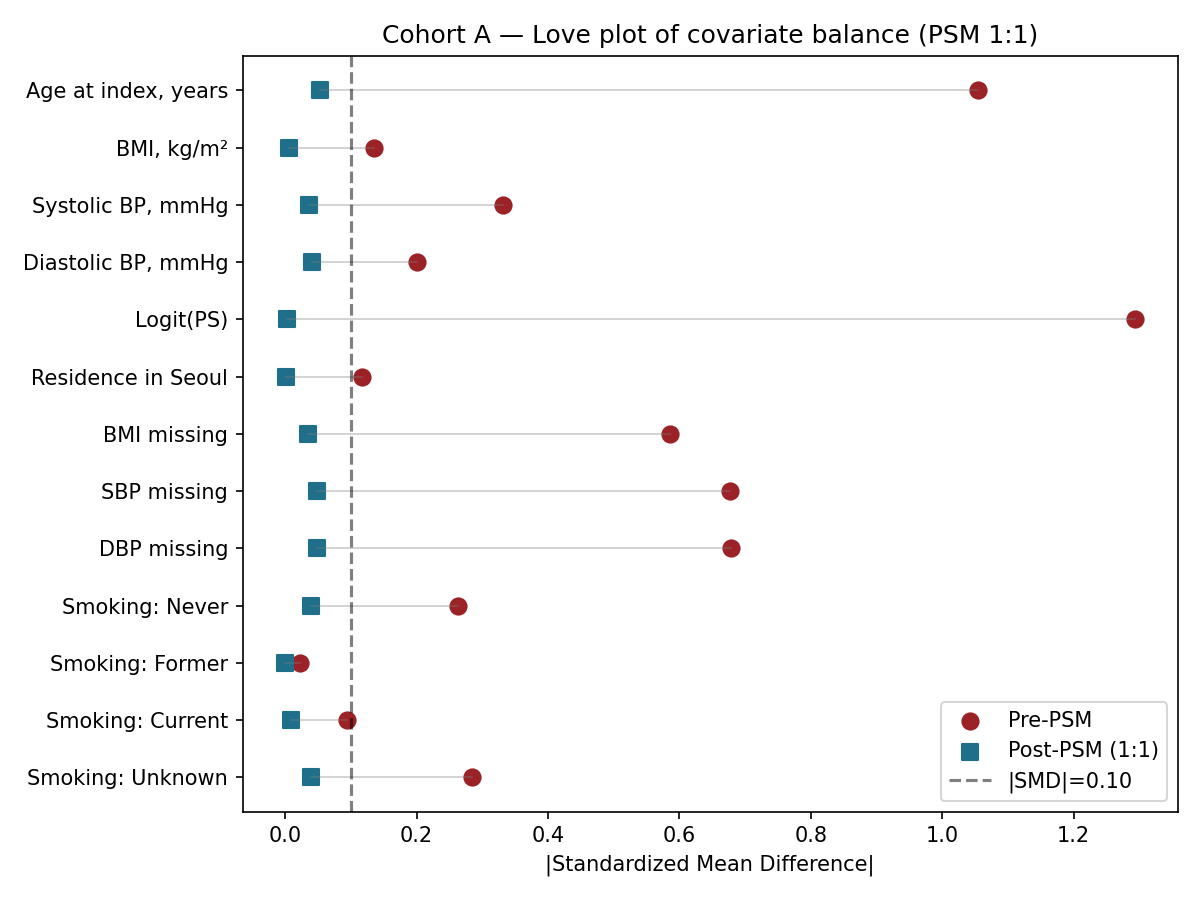 Cohort A — Love plot of covariate balance (PSM 1:1)
Age at index, years
BMI, kg/m²
Systolic BP, mmHg
Diastolic BP, mmHg
Logit(PS)
Residence in Seoul
BMI missing
SBP missing
DBP missing
Smoking: Never
Smoking: Former
Smoking: Current
Smoking: Unknown
Pre-PSM
Post-PSM (1:1)
|SMD|=0.10
0.0 0.2 0.4 0.6 0.8 1.0 1.2
|Standardized Mean Difference|